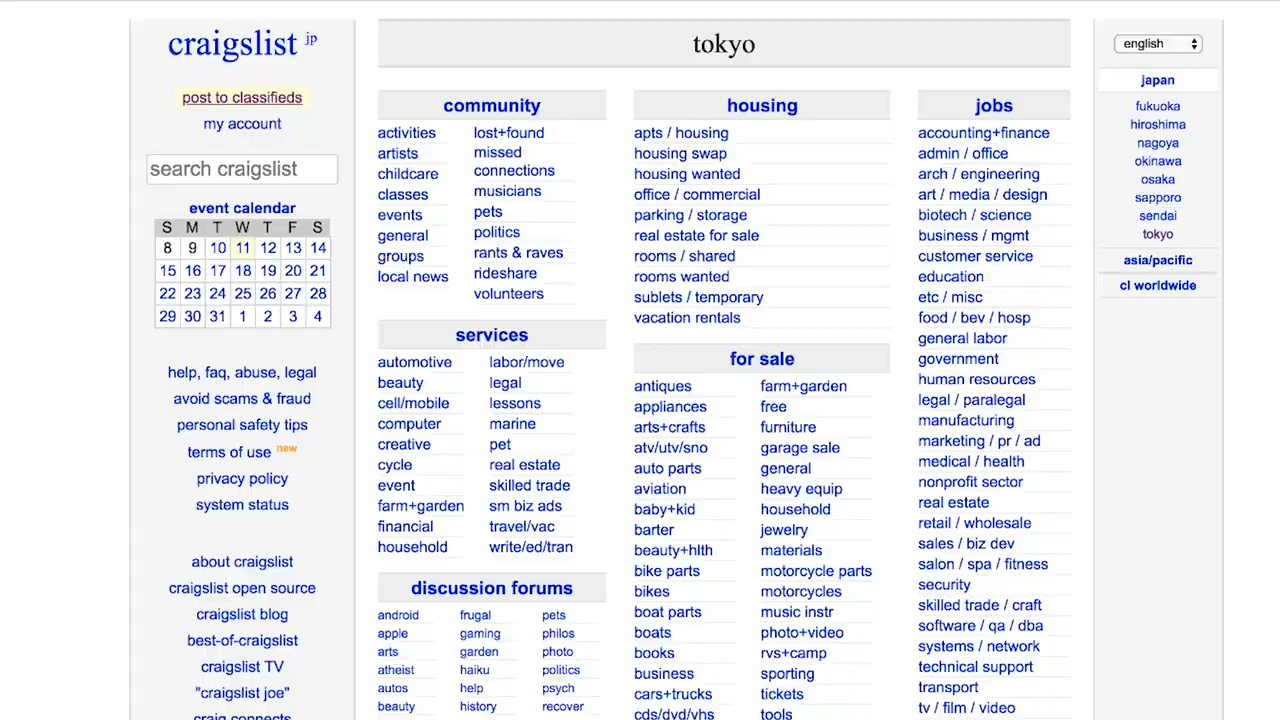 craigslist jp
post to classifieds
my account
search craigslist
event calendar
S M T W T F S
8 9 10 11 12 13 14
15 16 17 18 19 20 21
22 23 24 25 26 27 28
29 30 31 1 2 3 4
help, faq, abuse, legal
avoid scams & fraud
personal safety tips
terms of use new
privacy policy
system status
about craigslist
craigslist open source
craigslist blog
best-of-craigslist
craigslist TV
"craigslist joe"
craig connects
tokyo
community
activities
artists
childcare
classes
events
general
groups
local news
lost+found
missed
connections
musicians
pets
politics
rants & raves
rideshare
volunteers
services
automotive
beauty
cell/mobile
computer
creative
cycle
event
farm+garden
financial
household
labor/move
legal
lessons
marine
pet
real estate
skilled trade
sm biz ads
travel/vac
write/ed/tran
discussion forums
android
apple
arts
atheist
autos
beauty
frugal
gaming
garden
haiku
help
history
pets
philos
photo
politics
psych
recover
housing
apts / housing
housing swap
housing wanted
office / commercial
parking / storage
real estate for sale
rooms / shared
rooms wanted
sublets / temporary
vacation rentals
for sale
antiques
appliances
arts+crafts
atv/utv/sno
auto parts
aviation
baby+kid
barter
beauty+hlth
bike parts
bikes
boat parts
boats
books
business
cars+trucks
cds/dvd/vhs
farm+garden
free
furniture
garage sale
general
heavy equip
household
jewelry
materials
motorcycle parts
motorcycles
music instr
photo+video
rvs+camp
sporting
tickets
tools
jobs
accounting+finance
admin / office
arch / engineering
art / media / design
biotech / science
business / mgmt
customer service
education
etc / misc
food / bev / hosp
general labor
government
human resources
legal / paralegal
manufacturing
marketing / pr / ad
medical / health
nonprofit sector
real estate
retail / wholesale
sales / biz dev
salon / spa / fitness
security
skilled trade / craft
software / qa / dba
systems / network
technical support
transport
tv / film / video
english
japan
fukuoka
hiroshima
nagoya
okinawa
osaka
sapporo
sendai
tokyo
asia/pacific
cl worldwide